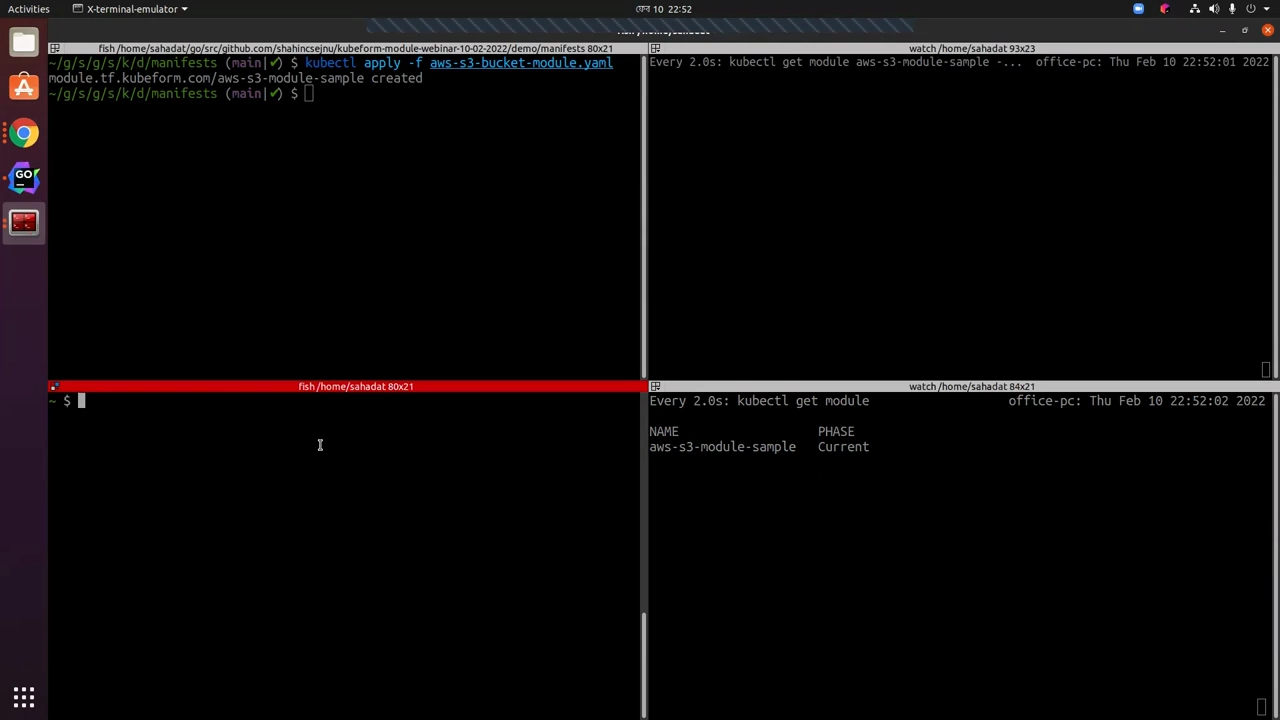 Activities
X-terminal-emulator
ফেব 10 22:52
fish /home/sahadat/go/src/github.com/shahincsejnu/kubeform-module-webinar-10-02-2022/demo/manifests 80x21
~/g/s/g/s/k/d/manifests (main|✔) $ kubectl apply -f aws-s3-bucket-module.yaml
module.tf.kubeform.com/aws-s3-module-sample created
~/g/s/g/s/k/d/manifests (main|✔) $
watch /home/sahadat 93x23
Every 2.0s: kubectl get module aws-s3-module-sample -... office-pc: Thu Feb 10 22:52:01 2022
fish /home/sahadat 80x21
~ $
watch /home/sahadat 84x21
Every 2.0s: kubectl get module office-pc: Thu Feb 10 22:52:02 2022
NAME PHASE
aws-s3-module-sample Current
GO